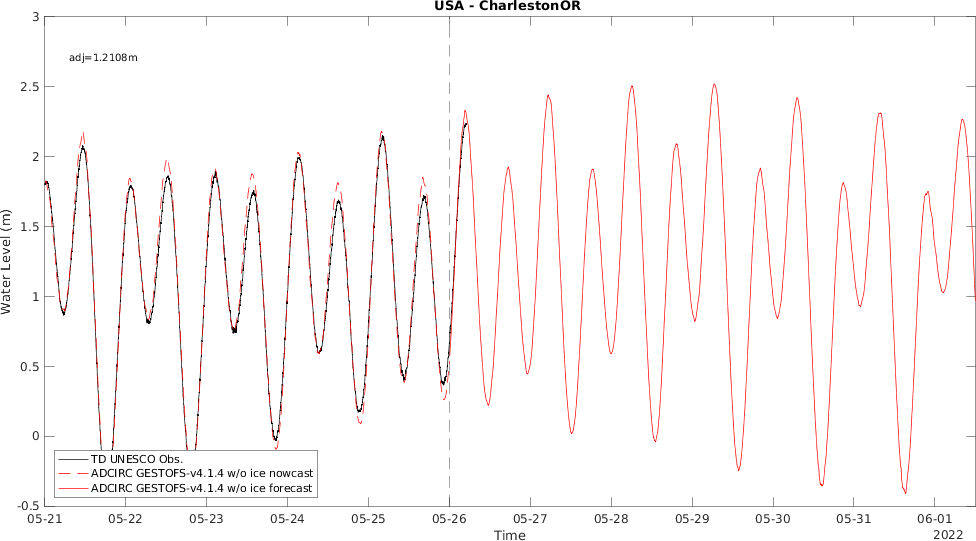 USA - CharlestonOR
adj=1.2108m
3
2.5
2
1.5
1
0.5
0
-0.5
Water Level (m)
TD UNESCO Obs.
ADCIRC GESTOFS-v4.1.4 w/o ice nowcast
ADCIRC GESTOFS-v4.1.4 w/o ice forecast
05-21 05-22 05-23 05-24 05-25 05-26 05-27 05-28 05-29 05-30 05-31 06-01
Time
2022